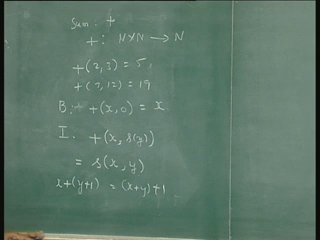 Sum: +
+: N×N → N
+(2,3) = 5,
+(7,12) = 19
B: +(x,0) = x
I. +(x, s(y))
= s(x,y)
x+(y+1) = (x+y)+1